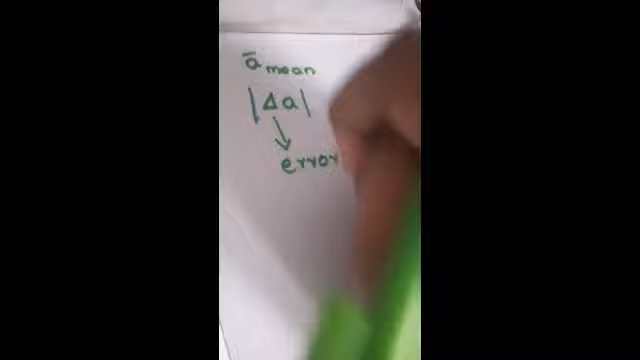 ā mean
|Δa|
↓
error